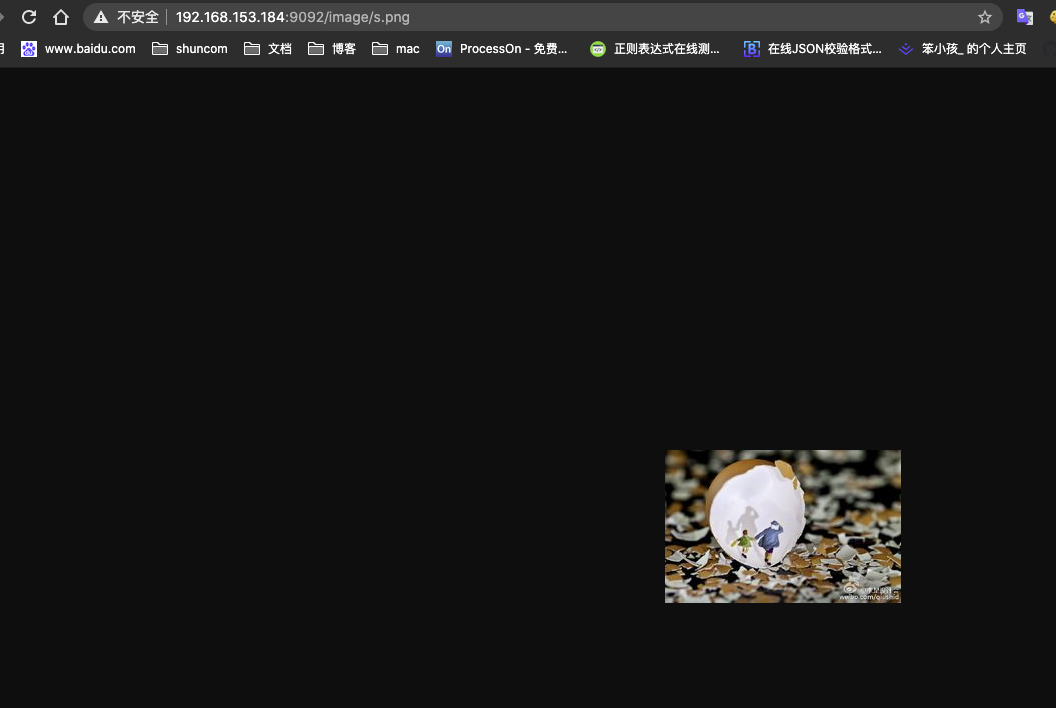 不安全 192.168.153.184:9092/image/s.png
www.baidu.com shuncom 文档 博客 mac On ProcessOn - 免费... 正则表达式在线测... 在线JSON校验格式... 笨小孩_ 的个人主页